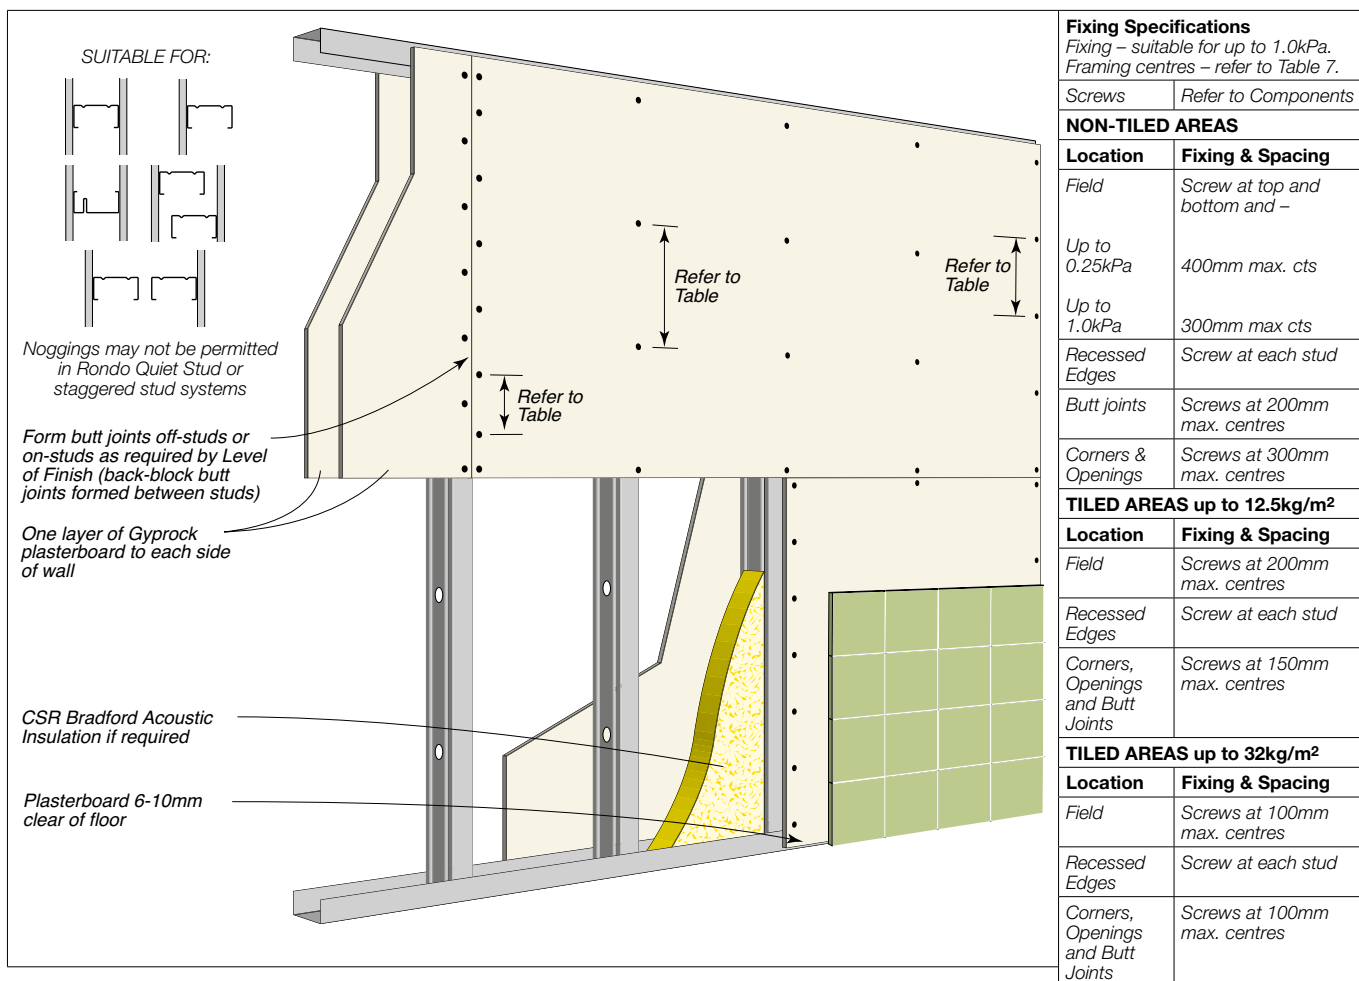 SUITABLE FOR:
Noggings may not be permitted
in Rondo Quiet Stud or
staggered stud systems
Form butt joints off-studs or
on-studs as required by Level
of Finish (back-block butt
joints formed between studs)
One layer of Gyprock
plasterboard to each side
of wall
CSR Bradford Acoustic
Insulation if required
Plasterboard 6-10mm
clear of floor
Refer to
Table
Refer to
Table
Refer to
Table
Fixing Specifications
Fixing – suitable for up to 1.0kPa.
Framing centres – refer to Table 7.
Screws Refer to Components
NON-TILED AREAS
Location Fixing & Spacing
Field Screw at top and
bottom and –
Up to
0.25kPa 400mm max. cts
Up to
1.0kPa 300mm max cts
Recessed Screw at each stud
Edges
Butt joints Screws at 200mm
max. centres
Corners & Screws at 300mm
Openings max. centres
TILED AREAS up to 12.5kg/m²
Location Fixing & Spacing
Field Screws at 200mm
max. centres
Recessed Screw at each stud
Edges
Corners, Screws at 150mm
Openings max. centres
and Butt
Joints
TILED AREAS up to 32kg/m²
Location Fixing & Spacing
Field Screws at 100mm
max. centres
Recessed Screw at each stud
Edges
Corners, Screws at 100mm
Openings max. centres
and Butt
Joints